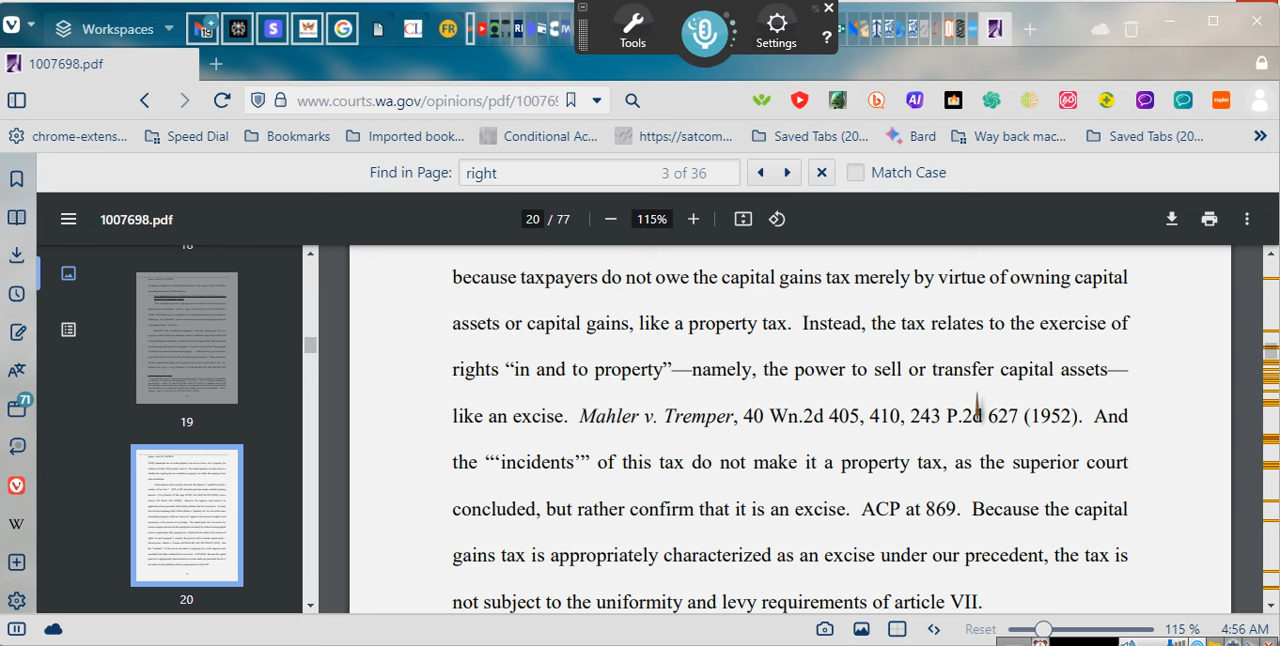 Workspaces
19
S
CL
FR
Tools
Settings
?
1007698.pdf
www.courts.wa.gov/opinions/pdf/10076
AI
chrome-extens...
Speed Dial
Bookmarks
Imported book...
Conditional Ac...
https://satcom...
Saved Tabs (20...
Bard
Way back mac...
Saved Tabs (20...
Find in Page:
right
3 of 36
Match Case
1007698.pdf
20 / 77
115%
19
20
71
W
because taxpayers do not owe the capital gains tax merely by virtue of owning capital
assets or capital gains, like a property tax. Instead, the tax relates to the exercise of
rights “in and to property”—namely, the power to sell or transfer capital assets—
like an excise. Mahler v. Tremper, 40 Wn.2d 405, 410, 243 P.2d 627 (1952). And
the “‘“incidents”’” of this tax do not make it a property tax, as the superior court
concluded, but rather confirm that it is an excise. ACP at 869. Because the capital
gains tax is appropriately characterized as an excise under our precedent, the tax is
not subject to the uniformity and levy requirements of article VII.
Reset
115 %
4:56 AM